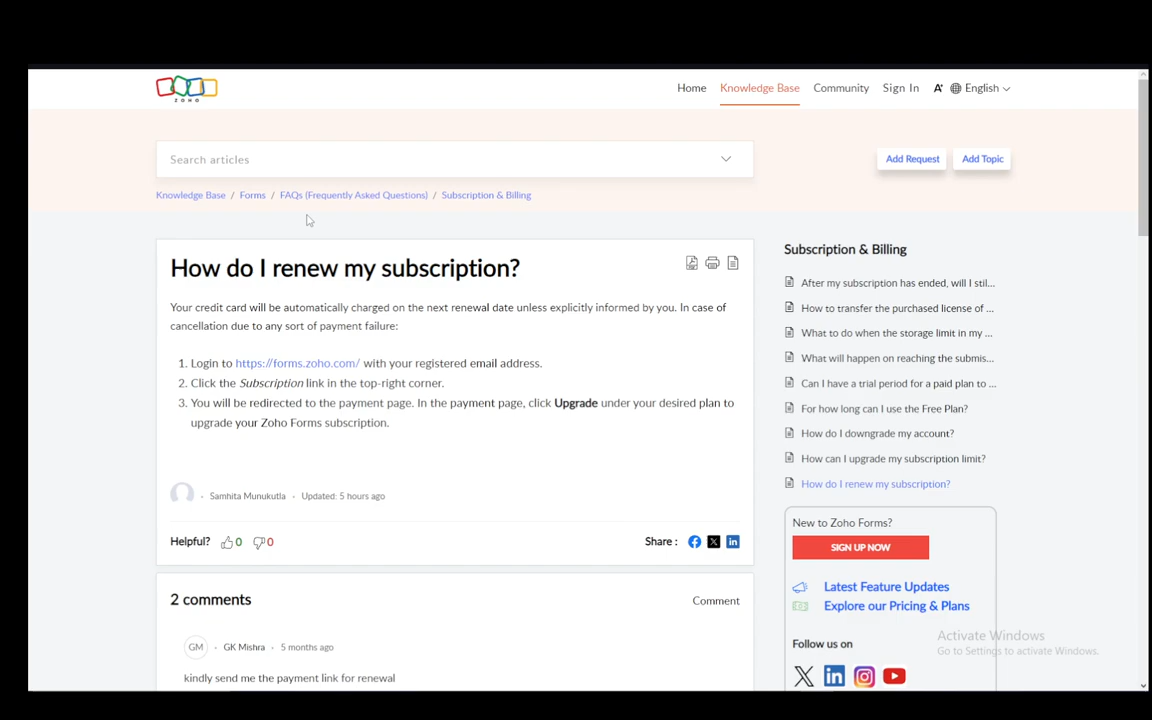 ZOHO
Home Knowledge Base Community Sign In A English
Search articles
Add Request Add Topic
Knowledge Base / Forms / FAQs (Frequently Asked Questions) / Subscription & Billing
How do I renew my subscription?
Your credit card will be automatically charged on the next renewal date unless explicitly informed by you. In case of
cancellation due to any sort of payment failure:
1. Login to https://forms.zoho.com/ with your registered email address.
2. Click the Subscription link in the top-right corner.
3. You will be redirected to the payment page. In the payment page, click Upgrade under your desired plan to
upgrade your Zoho Forms subscription.
· Samhita Munukutla · Updated: 5 hours ago
Helpful? 0 0
Share :
2 comments
Comment
GM · GK Mishra · 5 months ago
kindly send me the payment link for renewal
Subscription & Billing
After my subscription has ended, will I stil...
How to transfer the purchased license of ...
What to do when the storage limit in my ...
What will happen on reaching the submis...
Can I have a trial period for a paid plan to ...
For how long can I use the Free Plan?
How do I downgrade my account?
How can I upgrade my subscription limit?
How do I renew my subscription?
New to Zoho Forms?
SIGN UP NOW
Latest Feature Updates
Explore our Pricing & Plans
Follow us on
Activate Windows
Go to Settings to activate Windows.